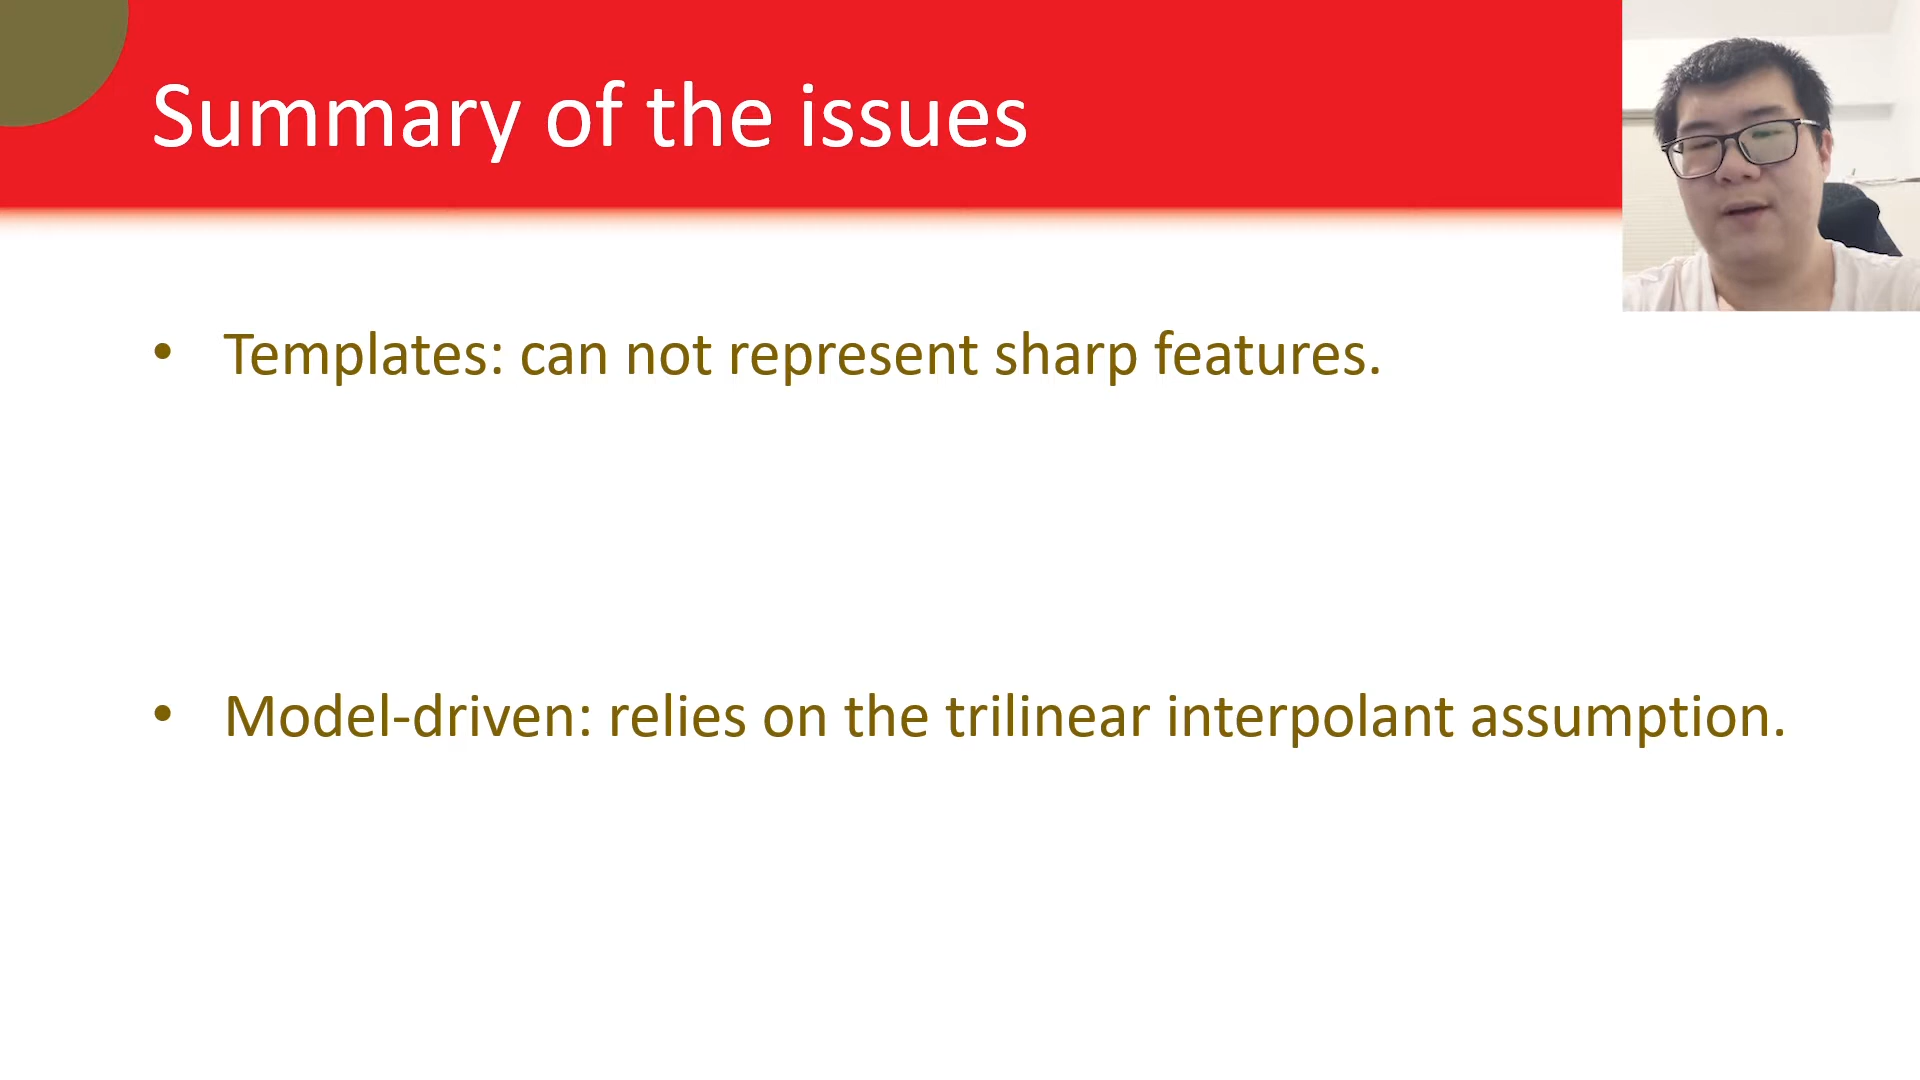 Summary of the issues
• Templates: can not represent sharp features.
• Model-driven: relies on the trilinear interpolant assumption.